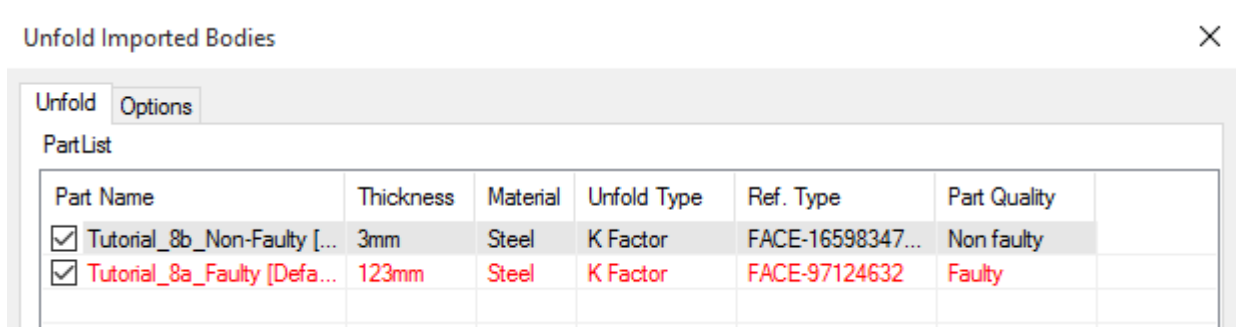 Unfold Imported Bodies
Unfold Options
PartList
Part Name Thickness Material Unfold Type Ref. Type Part Quality
Tutorial_8b_Non-Faulty [... 3mm Steel K Factor FACE-16598347... Non faulty
Tutorial_8a_Faulty [Defa... 123mm Steel K Factor FACE-97124632 Faulty